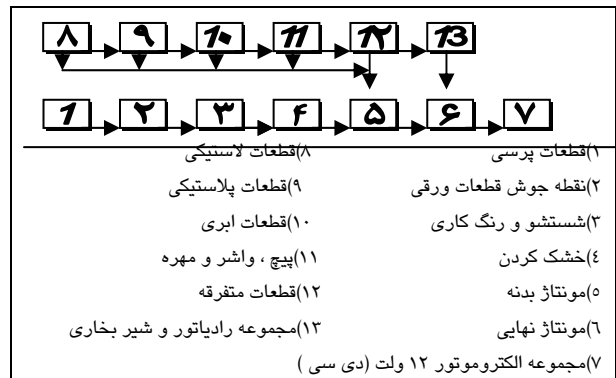 ۸ ۹ ۱۰ ۱۱ ۱۲ ۱۳
۱ ۲ ۳ ۴ ۵ ۶ ۷
۱)قطعات پرسی
۸)قطعات لاستیکی
۲)نقطه جوش قطعات ورقی
۹)قطعات پلاستیکی
۳)شستشو و رنگ کاری
۱۰)قطعات ابری
٤)خشک کردن
۱۱)پیچ ، واشر و مهره
٥)مونتاژ بدنه
۱۲)قطعات متفرقه
٦)مونتاژ نهایی
۱۳)مجموعه رادیاتور و شیر بخاری
۷)مجموعه الکتروموتور ۱۲ ولت (دی سی )